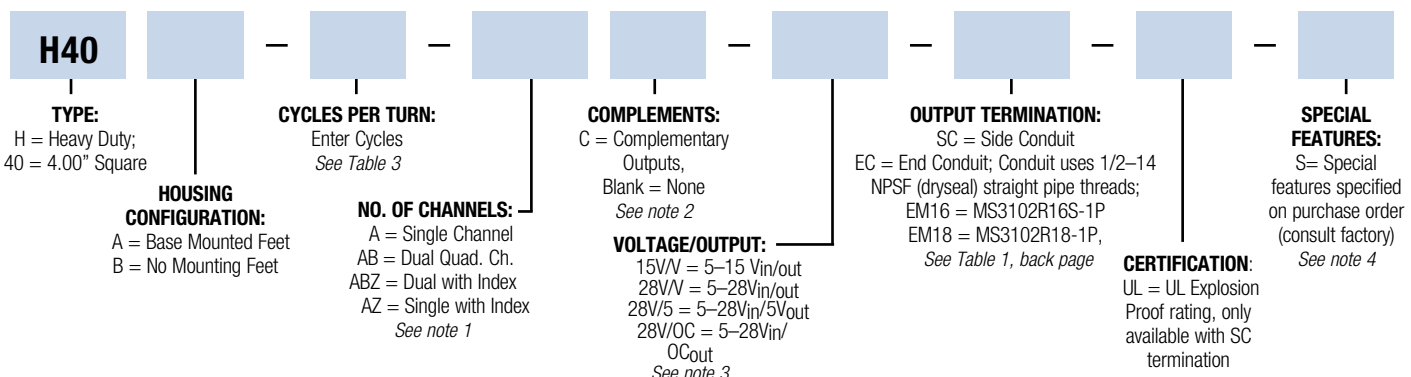 H40 – – – – – –
TYPE:
H = Heavy Duty;
40 = 4.00” Square
HOUSING
CONFIGURATION:
A = Base Mounted Feet
B = No Mounting Feet
CYCLES PER TURN:
Enter Cycles
See Table 3
NO. OF CHANNELS:
A = Single Channel
AB = Dual Quad. Ch.
ABZ = Dual with Index
AZ = Single with Index
See note 1
COMPLEMENTS:
C = Complementary
Outputs,
Blank = None
See note 2
VOLTAGE/OUTPUT:
15V/V = 5–15 Vin/out
28V/V = 5–28Vin/out
28V/5 = 5–28Vin/5Vout
28V/OC = 5–28Vin/
OCout
See note 3
OUTPUT TERMINATION:
SC = Side Conduit
EC = End Conduit; Conduit uses 1/2–14
NPSF (dryseal) straight pipe threads;
EM16 = MS3102R16S-1P
EM18 = MS3102R18-1P,
See Table 1, back page
CERTIFICATION:
UL = UL Explosion
Proof rating, only
available with SC
termination
SPECIAL
FEATURES:
S= Special
features specified
on purchase order
(consult factory)
See note 4